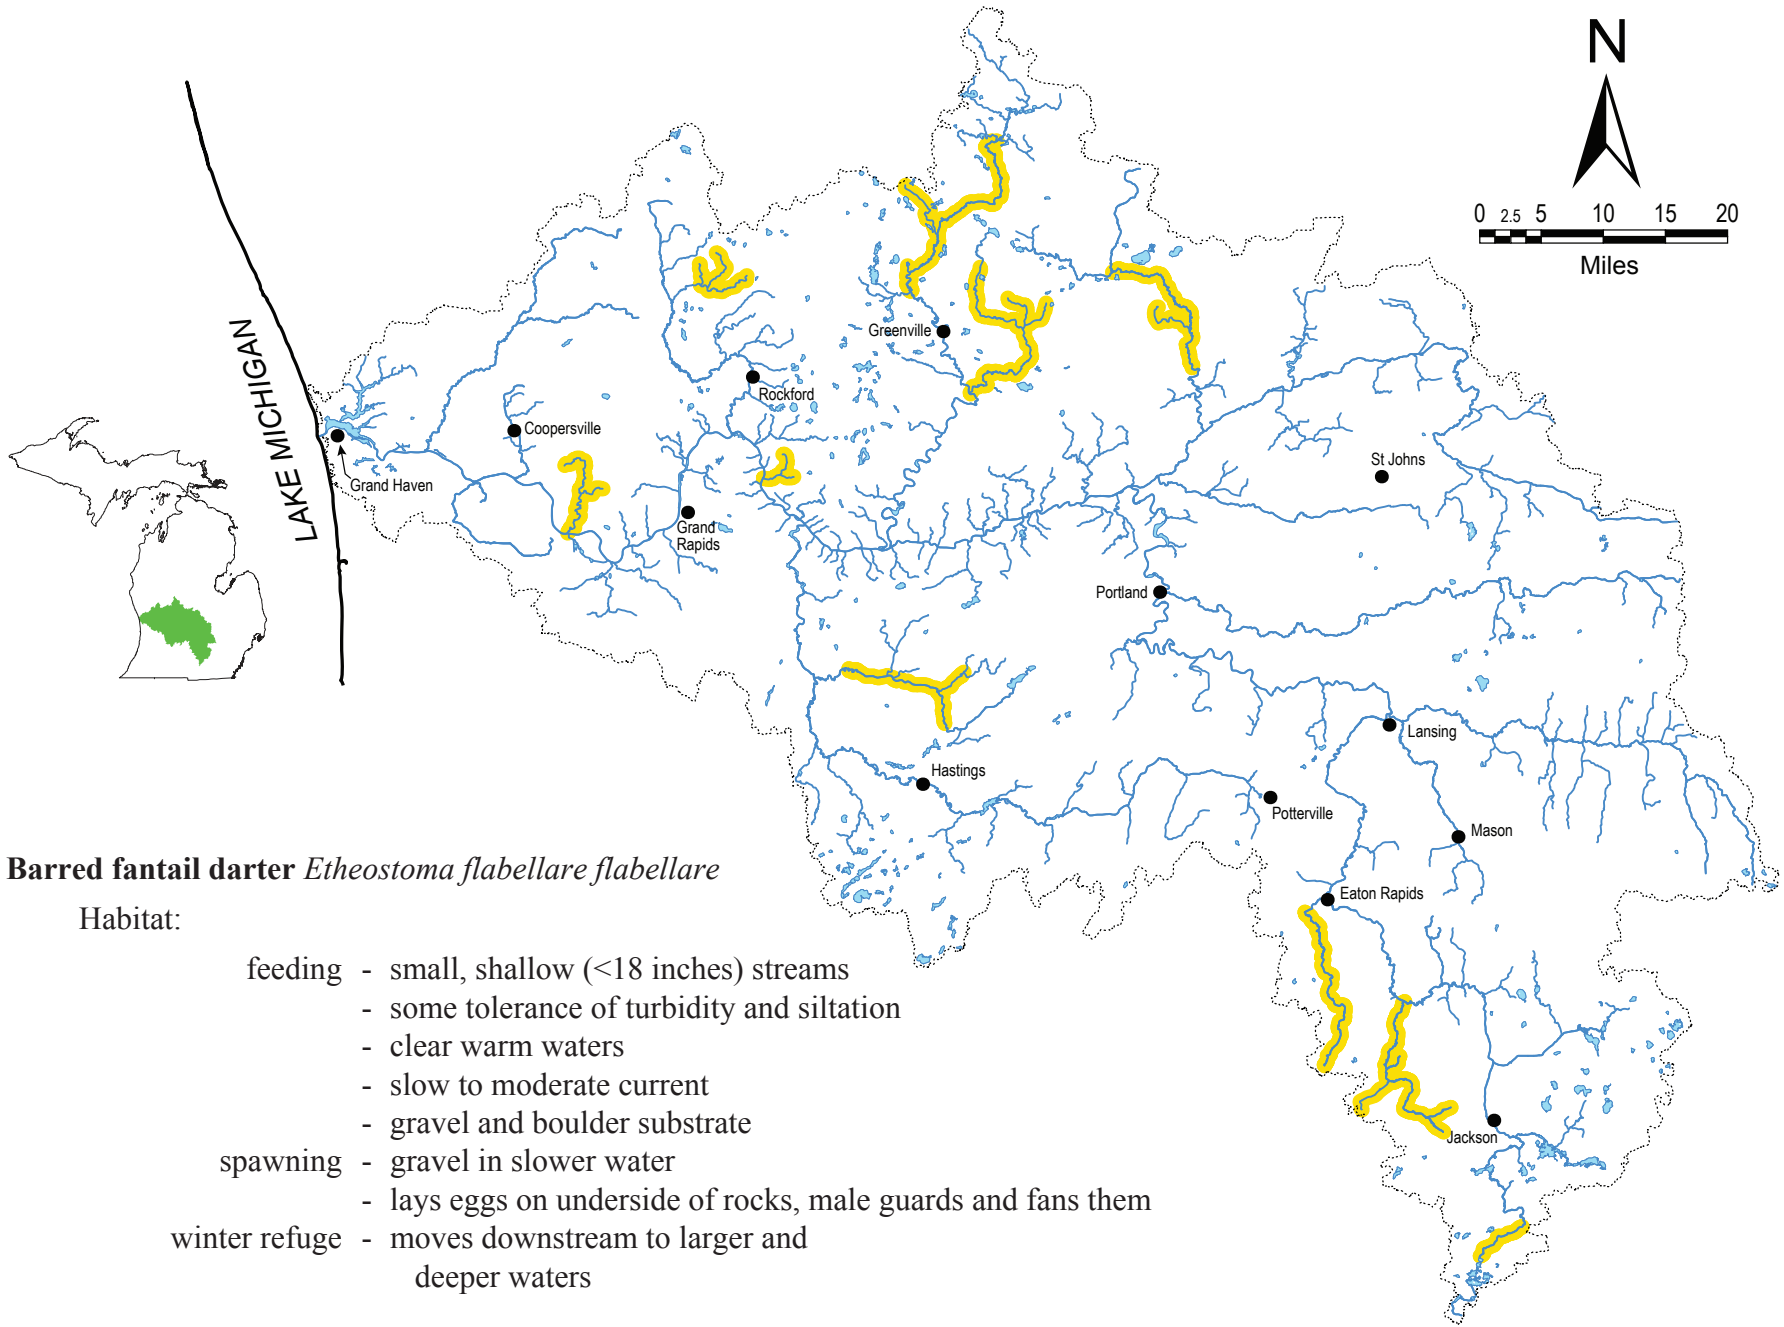 N
0 2.5 5 10 15 20
Miles
LAKE MICHIGAN
Greenville
Rockford
Coopersville
Grand Haven
St Johns
Grand
Rapids
Portland
Lansing
Hastings
Potterville
Mason
Eaton Rapids
Jackson
Barred fantail darter Etheostoma flabellare flabellare
Habitat:
feeding - small, shallow (<18 inches) streams
- some tolerance of turbidity and siltation
- clear warm waters
- slow to moderate current
- gravel and boulder substrate
spawning - gravel in slower water
- lays eggs on underside of rocks, male guards and fans them
winter refuge - moves downstream to larger and
deeper waters